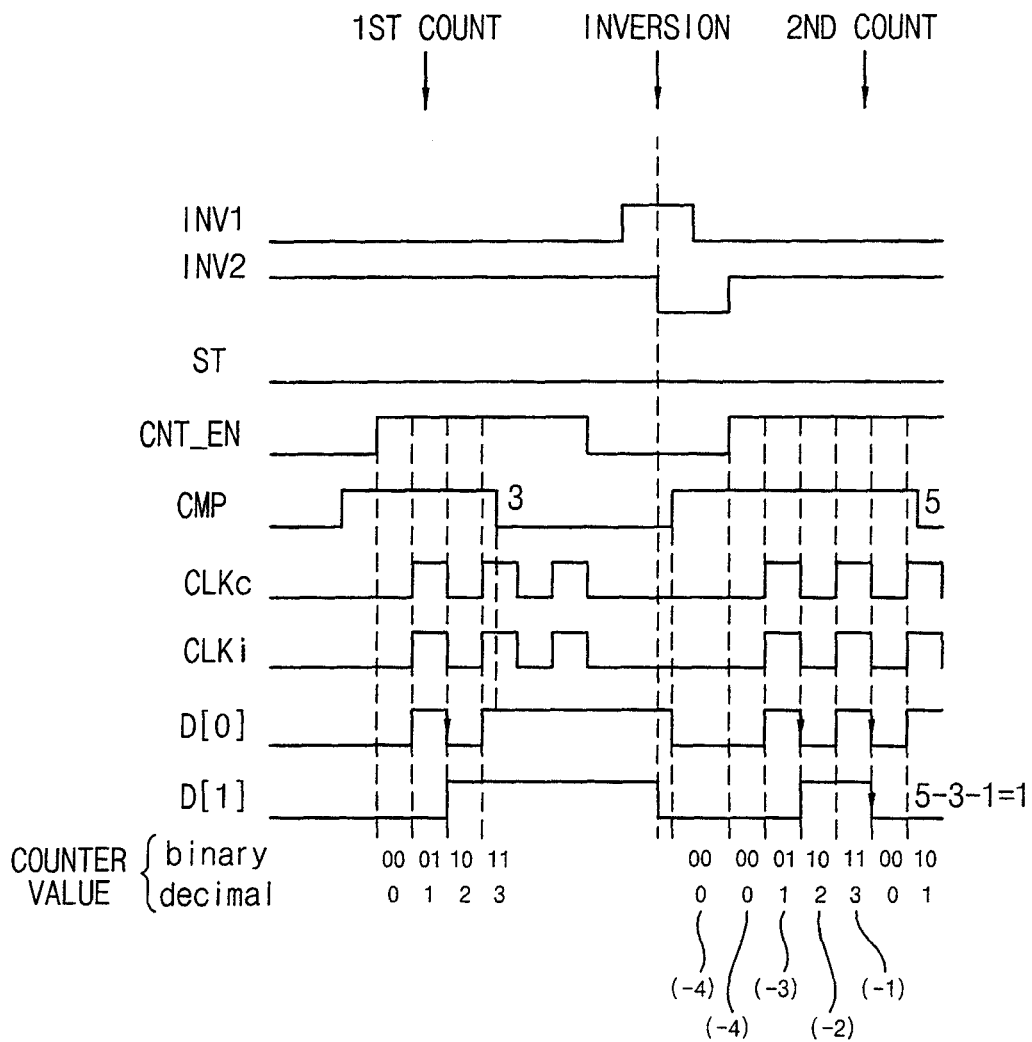 1ST COUNT INVERSION 2ND COUNT
INV1
INV2
ST
CNT_EN
CMP 3 5
CLKc
CLKi
D[0]
D[1] 5-3-1=1
COUNTER VALUE { binary 00 01 10 11 00 00 01 10 11 00 10
decimal 0 1 2 3 0 0 1 2 3 0 1
(-4) (-3) (-1)
(-4) (-2)